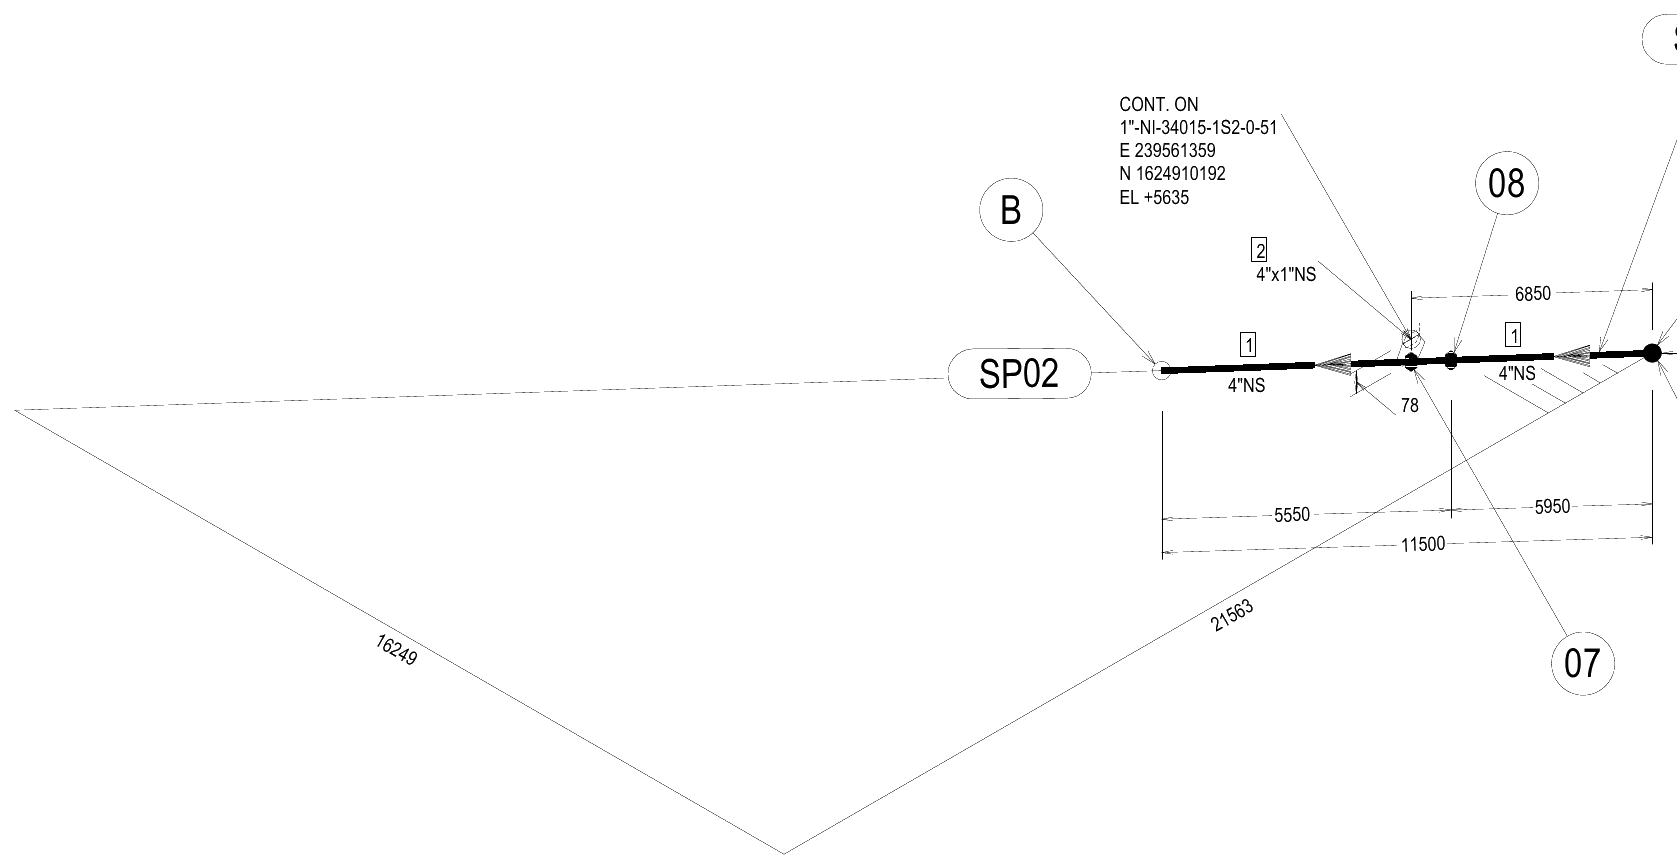 CONT. ON
1"-NI-34015-1S2-0-51
E 239561359
N 1624910192
EL +5635
08
B
2
4"x1"NS
6850
1
1
SP02
4"NS
4"NS
78
5550
5950
11500
21563
16249
07